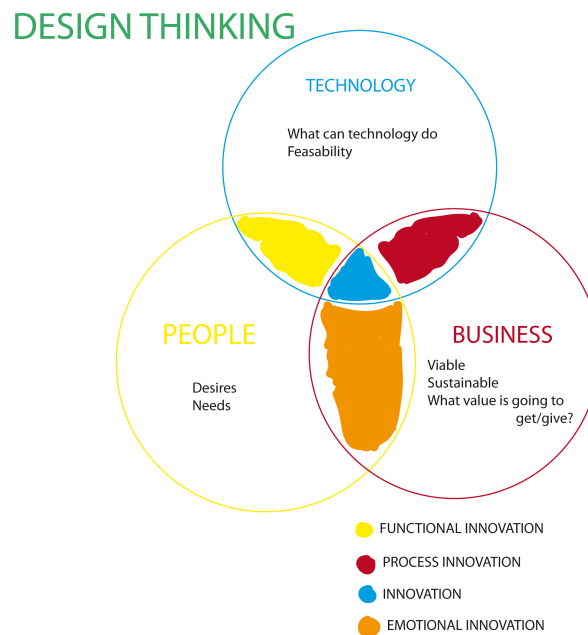 DESIGN THINKING
TECHNOLOGY
What can technology do
Feasability
PEOPLE
Desires
Needs
BUSINESS
Viable
Sustainable
What value is going to
get/give?
FUNCTIONAL INNOVATION
PROCESS INNOVATION
INNOVATION
EMOTIONAL INNOVATION